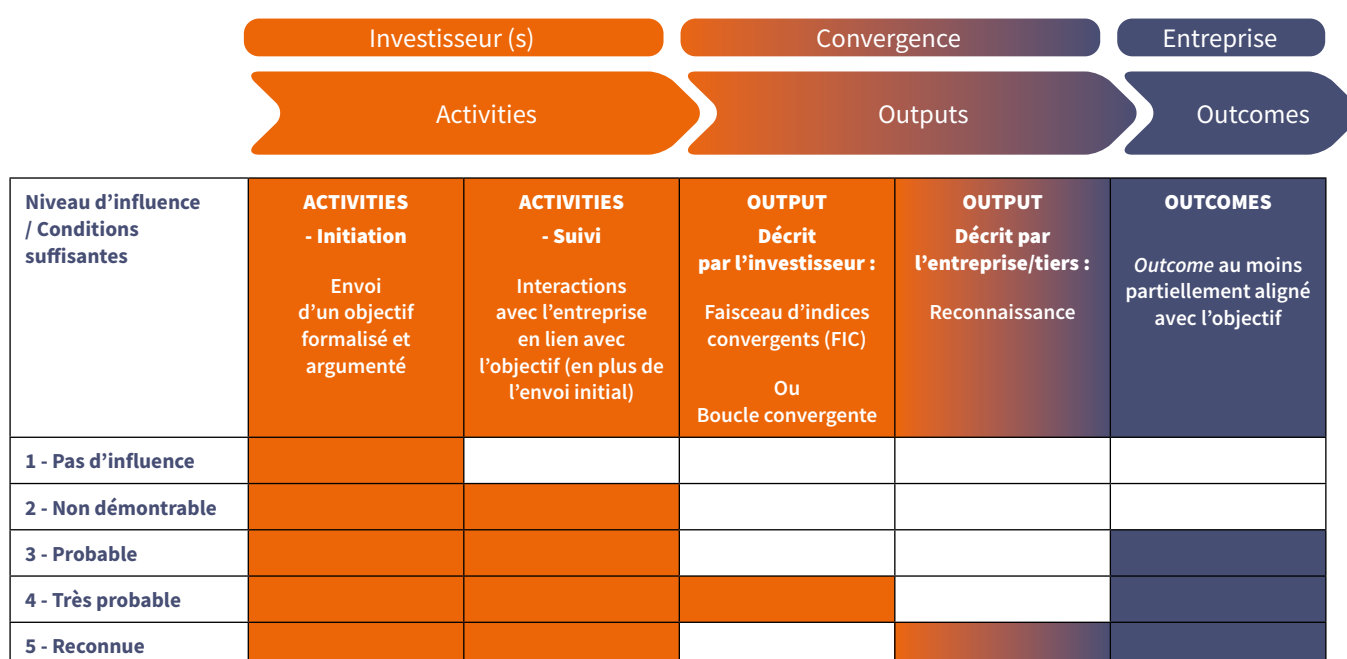 Investisseur (s)
Convergence
Entreprise
Activities
Outputs
Outcomes
Niveau d’influence
/ Conditions
suffisantes
ACTIVITIES
- Initiation
Envoi
d’un objectif
formalisé et
argumenté
ACTIVITIES
- Suivi
Interactions
avec l’entreprise
en lien avec
l’objectif (en plus de
l’envoi initial)
OUTPUT
Décrit
par l’investisseur :
Faisceau d’indices
convergents (FIC)
Ou
Boucle convergente
OUTPUT
Décrit par
l’entreprise/tiers :
Reconnaissance
OUTCOMES
Outcome au moins
partiellement aligné
avec l’objectif
1 - Pas d’influence
2 - Non démontrable
3 - Probable
4 - Très probable
5 - Reconnue